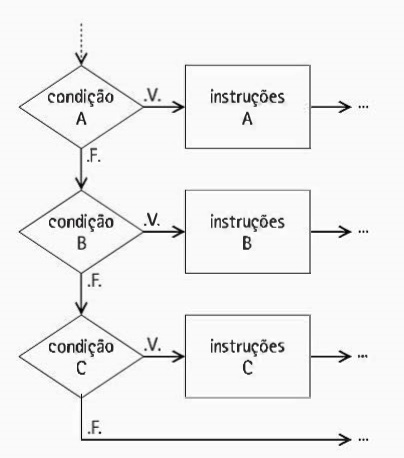 condição
A
.V.
instruções
A
...
.F.
condição
B
.V.
instruções
B
...
.F.
condição
C
.V.
instruções
C
...
.F.
...